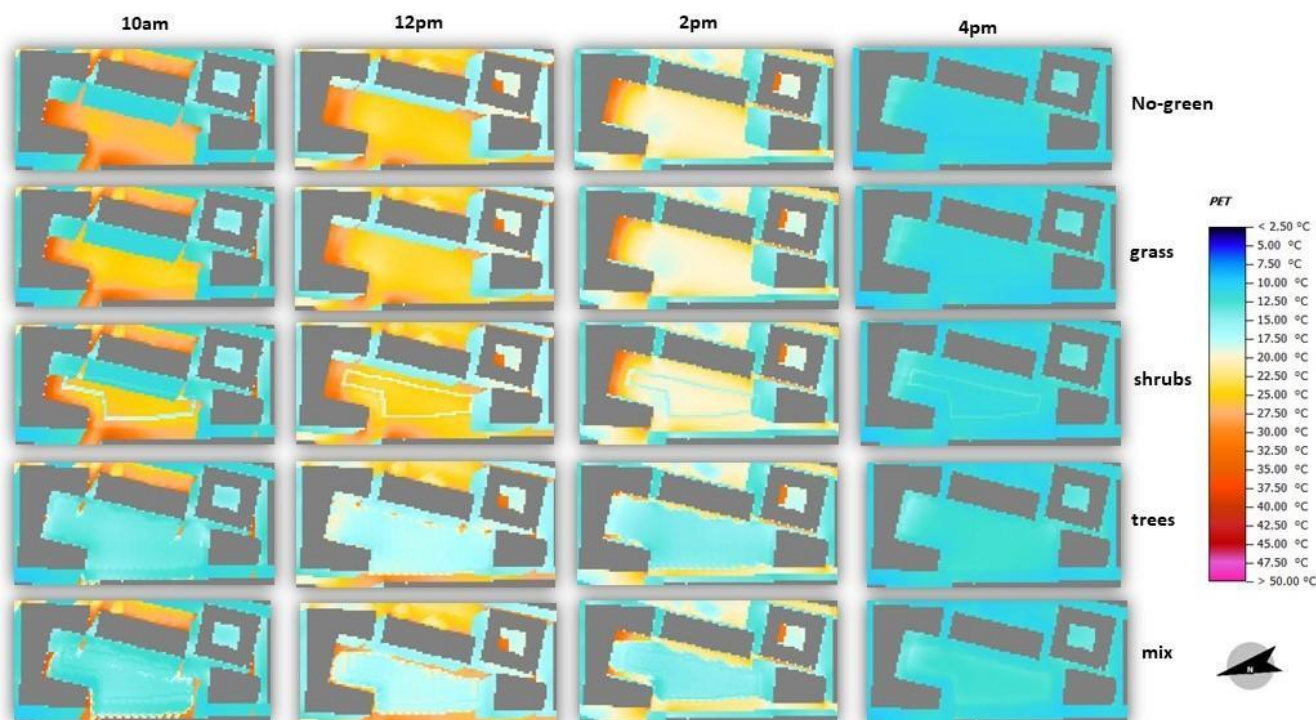 10am 12pm 2pm 4pm
No-green
grass
shrubs
trees
mix
PET
< 2.50 °C
5.00 °C
7.50 °C
10.00 °C
12.50 °C
15.00 °C
17.50 °C
20.00 °C
22.50 °C
25.00 °C
27.50 °C
30.00 °C
32.50 °C
35.00 °C
37.50 °C
40.00 °C
42.50 °C
45.00 °C
47.50 °C
> 50.00 °C
N